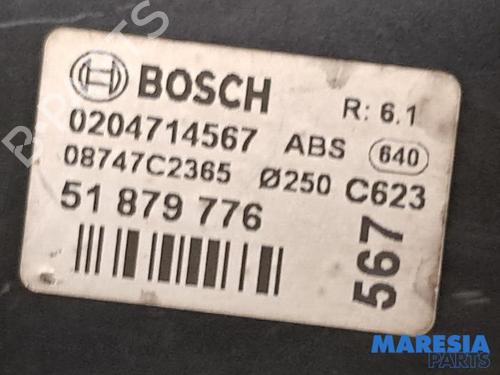 BOSCH
R: 6.1
0204714567 ABS 640
08747C2365 Ø250 C623
51 879 776
567
MARESIA
PARTS